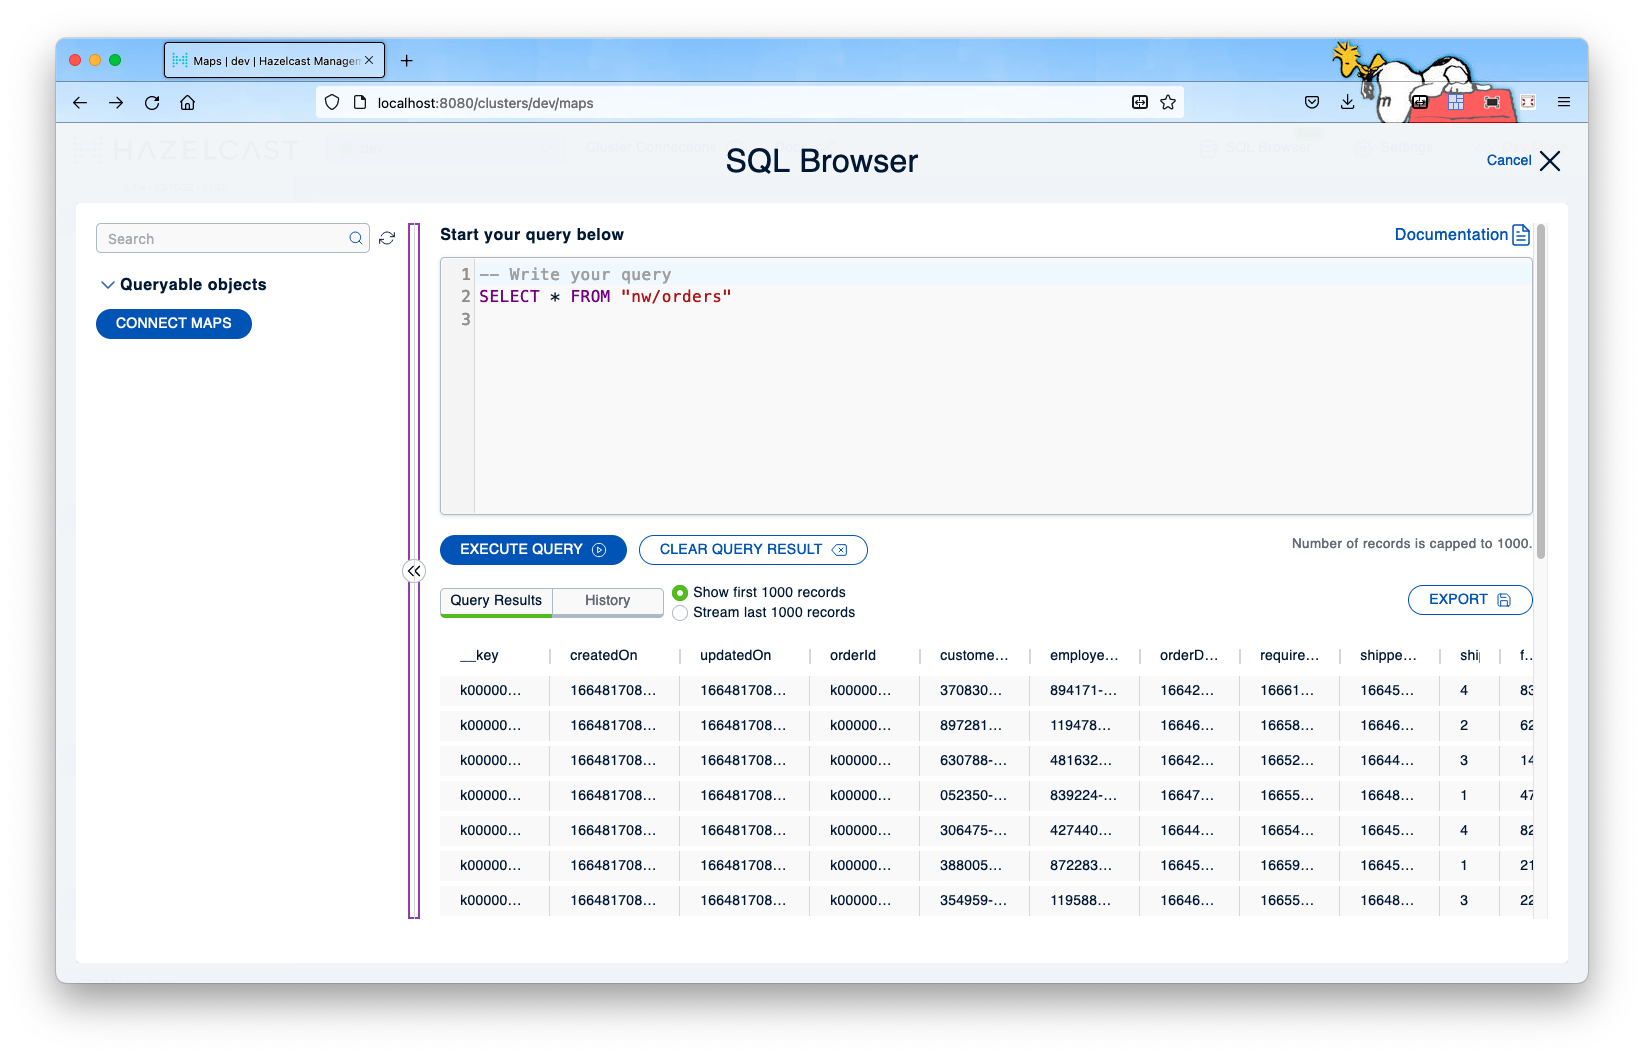 Maps | dev | Hazelcast Managem
localhost:8080/clusters/dev/maps
HAZELCAST dev Cluster Connections SQL Browser Settings
SQL Browser
Cancel
Search
Queryable objects
CONNECT MAPS
Start your query below
Documentation
1 -- Write your query
2 SELECT * FROM "nw/orders"
3
EXECUTE QUERY CLEAR QUERY RESULT
Number of records is capped to 1000.
Query Results History
Show first 1000 records
Stream last 1000 records
EXPORT
__key createdOn updatedOn orderId custome... employe... orderD... require... shippe... shi f...
k00000... 166481708... 166481708... k00000... 370830... 894171-... 16642... 16661... 16645... 4 83
k00000... 166481708... 166481708... k00000... 897281... 119478... 16646... 16658... 16646... 2 62
k00000... 166481708... 166481708... k00000... 630788-... 481632... 16642... 16652... 16644... 3 14
k00000... 166481708... 166481708... k00000... 052350-... 839224-... 16647... 16655... 16648... 1 47
k00000... 166481708... 166481708... k00000... 306475-... 427440... 16644... 16654... 16645... 4 82
k00000... 166481708... 166481708... k00000... 388005... 872283... 16645... 16659... 16645... 1 21
k00000... 166481708... 166481708... k00000... 354959-... 119588... 16646... 16655... 16648... 3 22